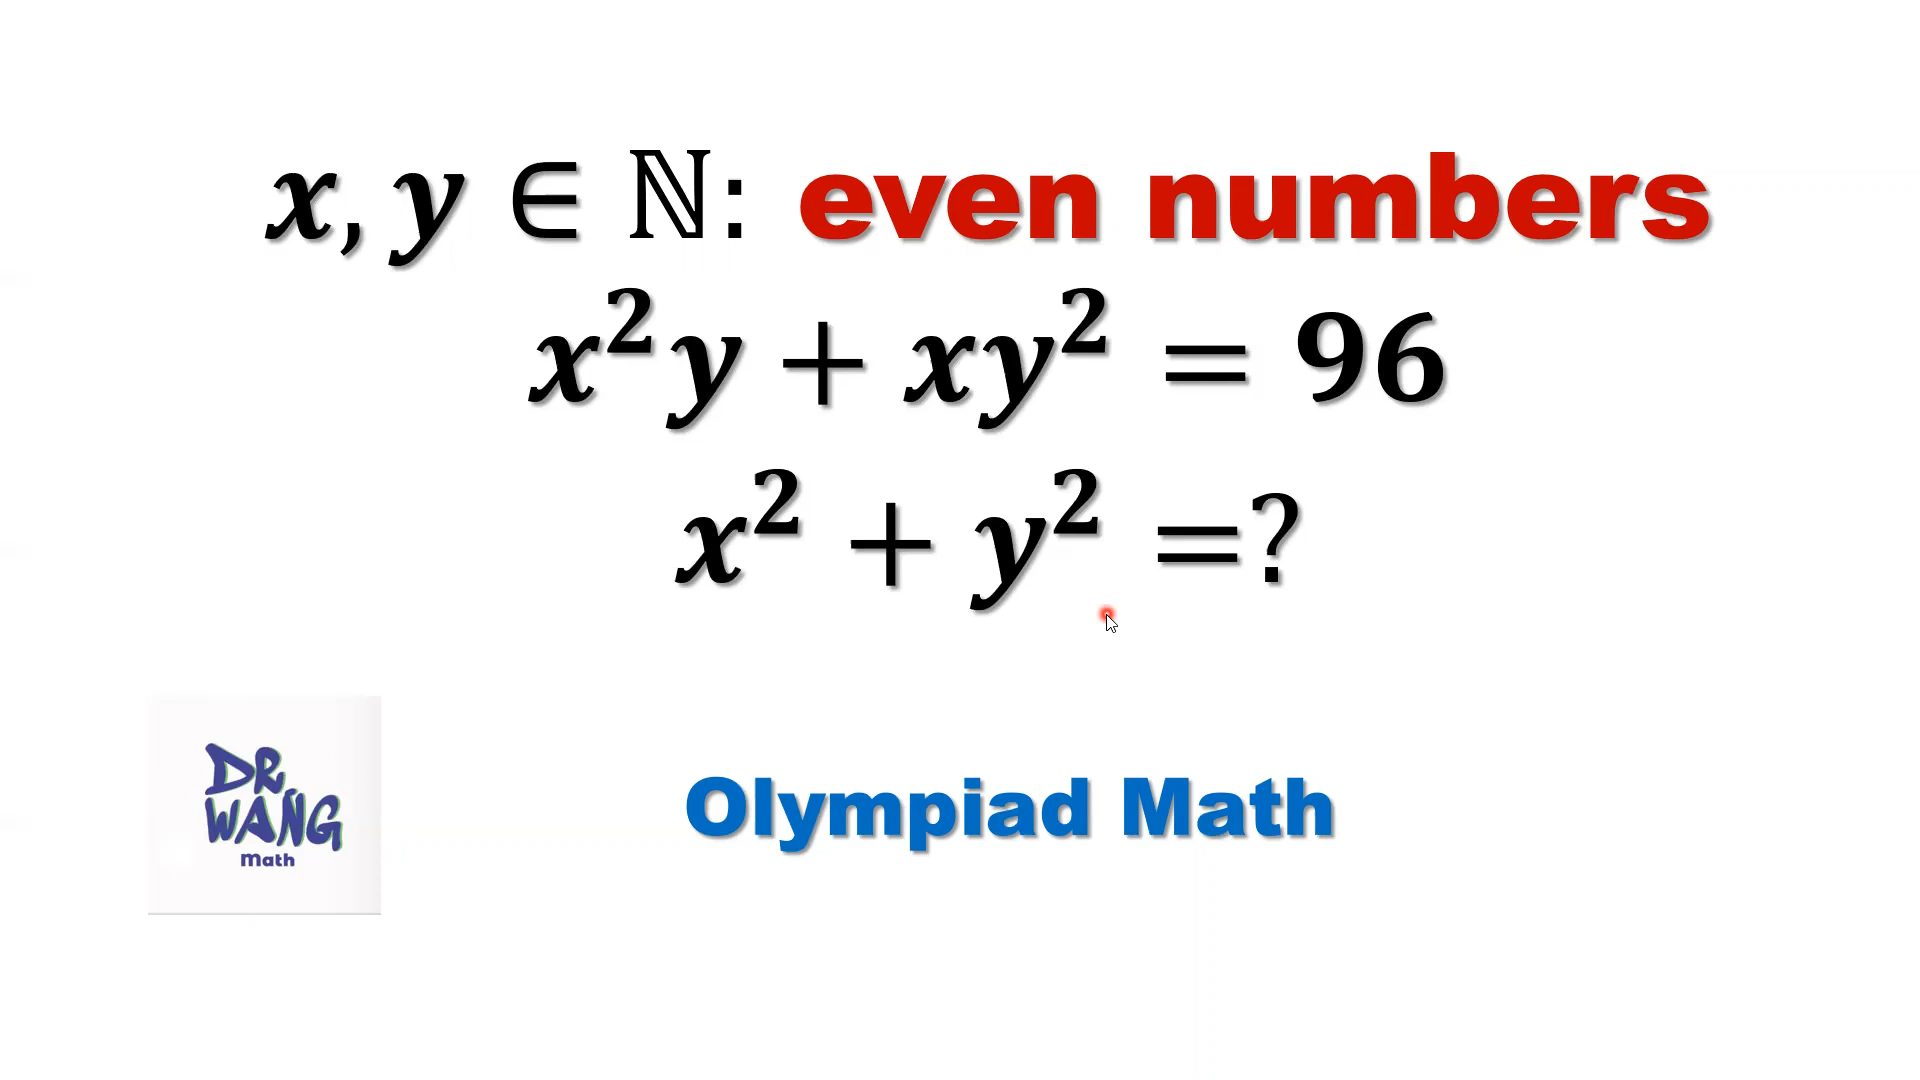 x, y ∈ ℕ: even numbers
x²y + xy² = 96
x² + y² =?
DR
WANG
Math
Olympiad Math